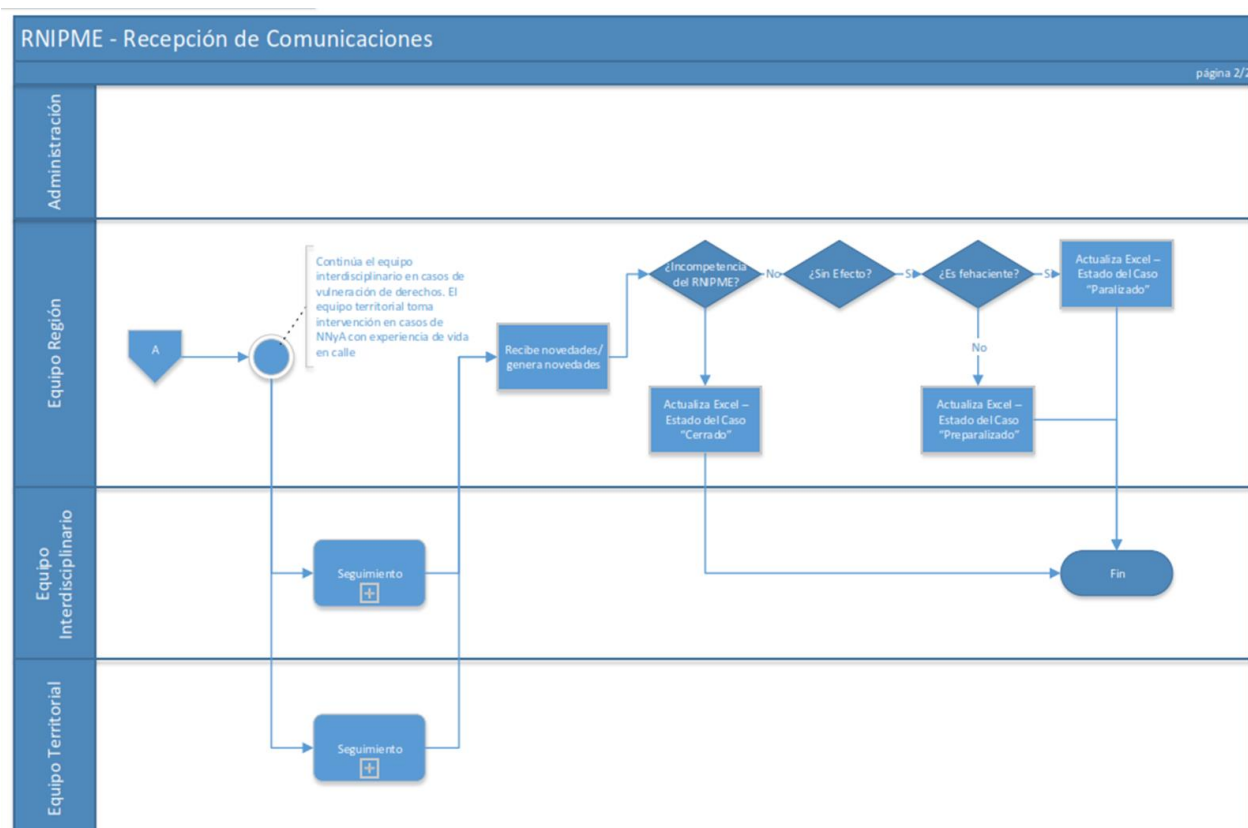 RNIPME - Recepción de Comunicaciones
página 2/2
Administración
Equipo Región
Continúa el equipo
interdisciplinario en casos de
vulneración de derechos. El
equipo territorial toma
intervención en casos de
NNyA con experiencia de vida
en calle
A
Recibe novedades/
genera novedades
¿Incompetencia
del RNIPME?
No
¿Sin Efecto?
S
¿Es fehaciente?
S
Actualiza Excel –
Estado del Caso
"Paralizado"
No
Actualiza Excel –
Estado del Caso
"Cerrado"
Actualiza Excel –
Estado del Caso
"Preparalizado"
Equipo
Interdisciplinario
Seguimiento
Fin
Equipo Territorial
Seguimiento